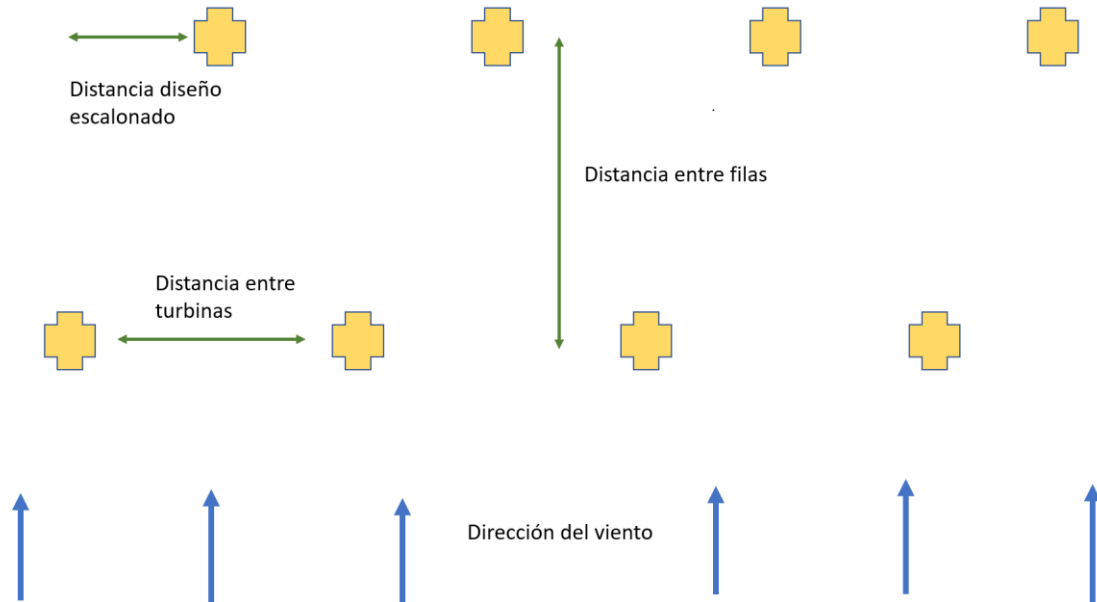 Distancia diseño
escalonado
Distancia entre filas
Distancia entre
turbinas
Dirección del viento